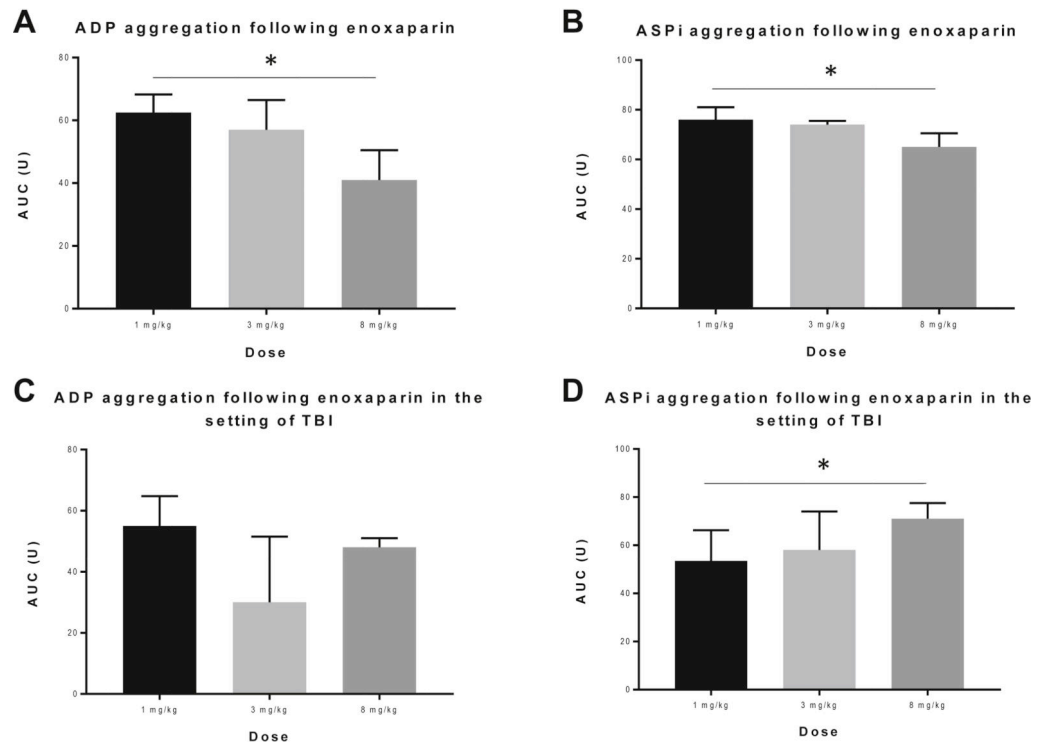 A
ADP aggregation following enoxaparin
*
80
60
40
20
0
AUC (U)
1 mg/kg 3 mg/kg 8 mg/kg
Dose
B
ASPi aggregation following enoxaparin
*
100
80
60
40
20
0
AUC (U)
1 mg/kg 3 mg/kg 8 mg/kg
Dose
C
ADP aggregation following enoxaparin in the
setting of TBI
80
60
40
20
0
AUC (U)
1 mg/kg 3 mg/kg 8 mg/kg
Dose
D
ASPi aggregation following enoxaparin in the
setting of TBI
*
100
80
60
40
20
0
AUC (U)
1 mg/kg 3 mg/kg 8 mg/kg
Dose